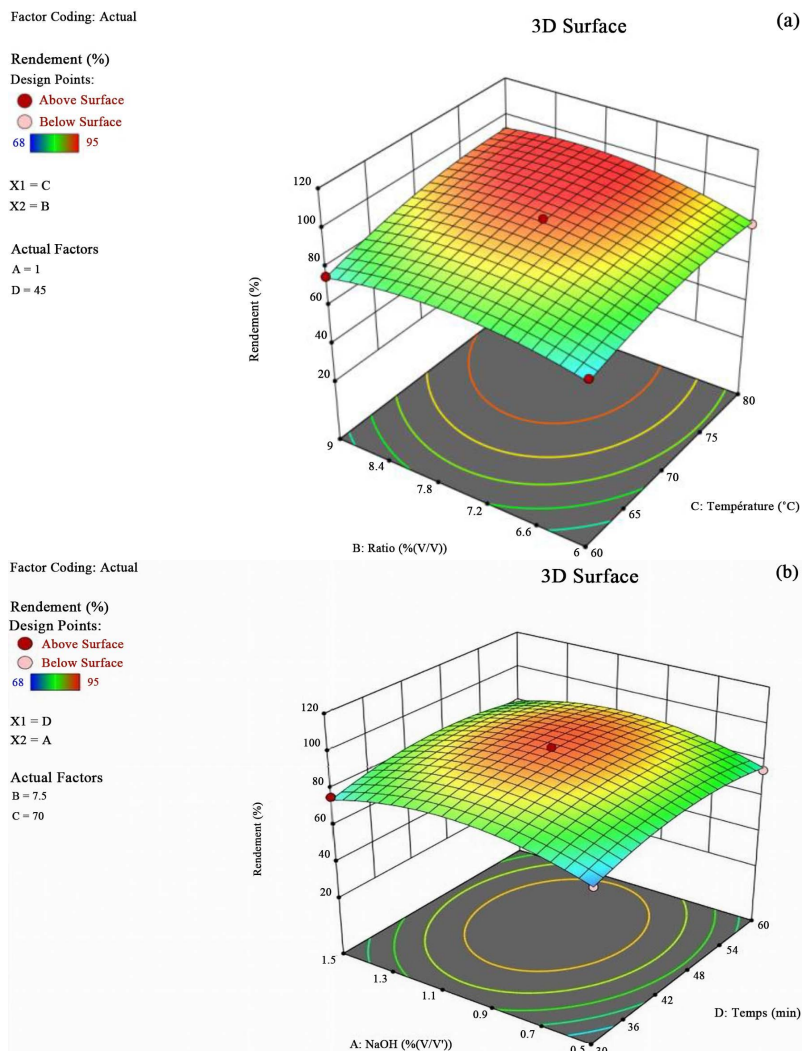 Factor Coding: Actual
(a)
3D Surface
Rendement (%)
Design Points:
Above Surface
Below Surface
68 95
X1 = C
X2 = B
Actual Factors
A = 1
D = 45
120
100
80
60
40
20
Rendement (%)
9
8.4
7.8
7.2
6.6
6
60
65
70
75
80
B: Ratio (%(V/V))
C: Température (°C)
Factor Coding: Actual
(b)
3D Surface
Rendement (%)
Design Points:
Above Surface
Below Surface
68 95
X1 = D
X2 = A
Actual Factors
B = 7.5
C = 70
120
100
80
60
40
20
Rendement (%)
1.5
1.3
1.1
0.9
0.7
0.5
30
36
42
48
54
60
A: NaOH (%(V/V'))
D: Temps (min)